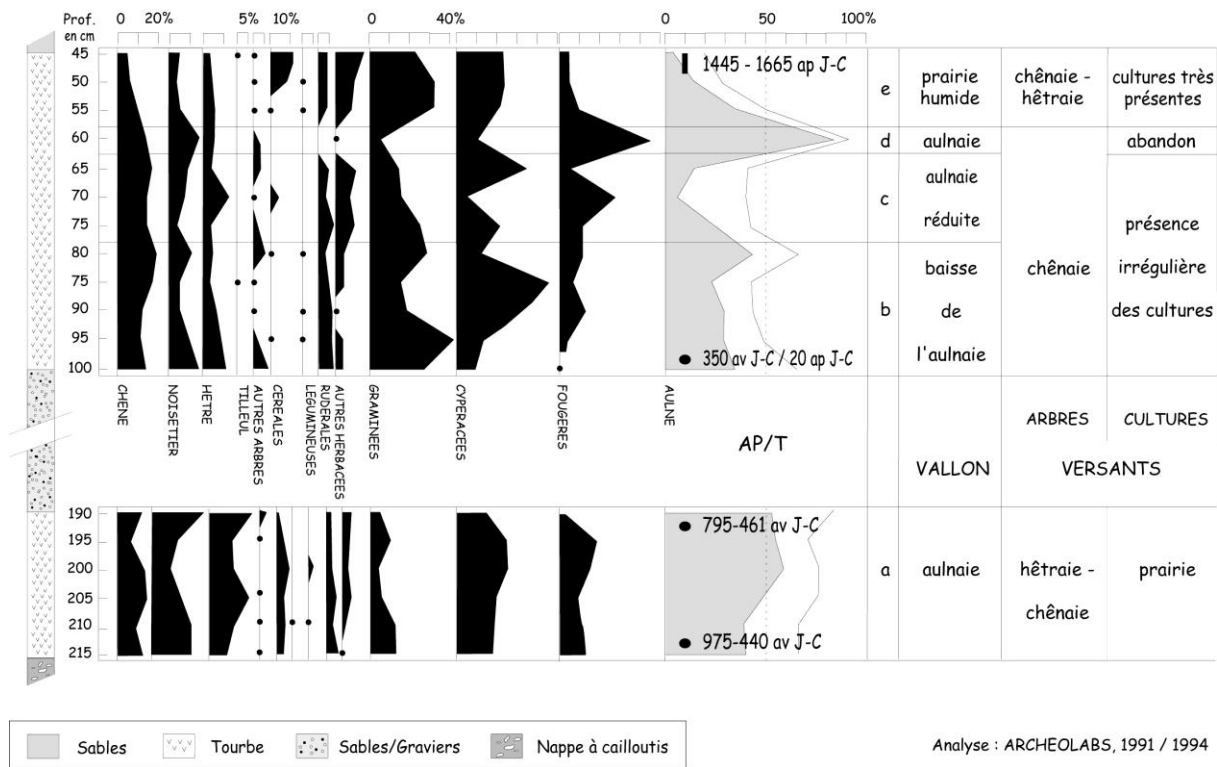 Prof. en cm
0 20% 5% 10% 0 40% 0 50 100%
45
50
55
60
65
70
75
80
85
90
95
100
1445 - 1665 ap J-C
350 av J-C / 20 ap J-C
e
prairie humide
chênaie - hêtraie
cultures très présentes
d
aulnaie
abandon
c
aulnaie réduite
b
baisse de l'aulnaie
chênaie
présence irrégulière des cultures
CHENE
NOISETIER
HETRE
TILLEUL
AUTRES ARBRES
CEREALES
LEGUMINEUSES
RUDERALES
AUTRES HERBACEES
GRAMINEES
CYPERACEES
FOUGERES
AULNE
AP/T
ARBRES
CULTURES
VALLON
VERSANTS
190
195
200
205
210
215
795-461 av J-C
975-440 av J-C
a
aulnaie
hêtraie - chênaie
prairie
Sables
Tourbe
Sables/Graviers
Nappe à cailloutis
Analyse : ARCHEOLABS, 1991 / 1994